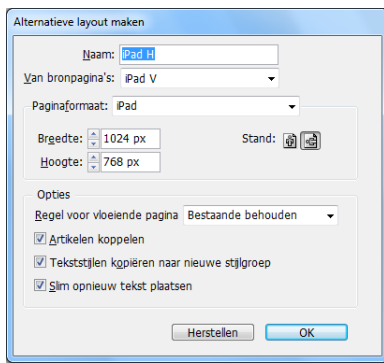 Alternatieve layout maken
Naam: iPad H
Van bronpagina's: iPad V
Paginaformaat: iPad
Breedte: 1024 px Stand:
Hoogte: 768 px
Opties
Regel voor vloeiende pagina Bestaande behouden
Artikelen koppelen
Tekststijlen kopiëren naar nieuwe stijlgroep
Slim opnieuw tekst plaatsen
Herstellen OK